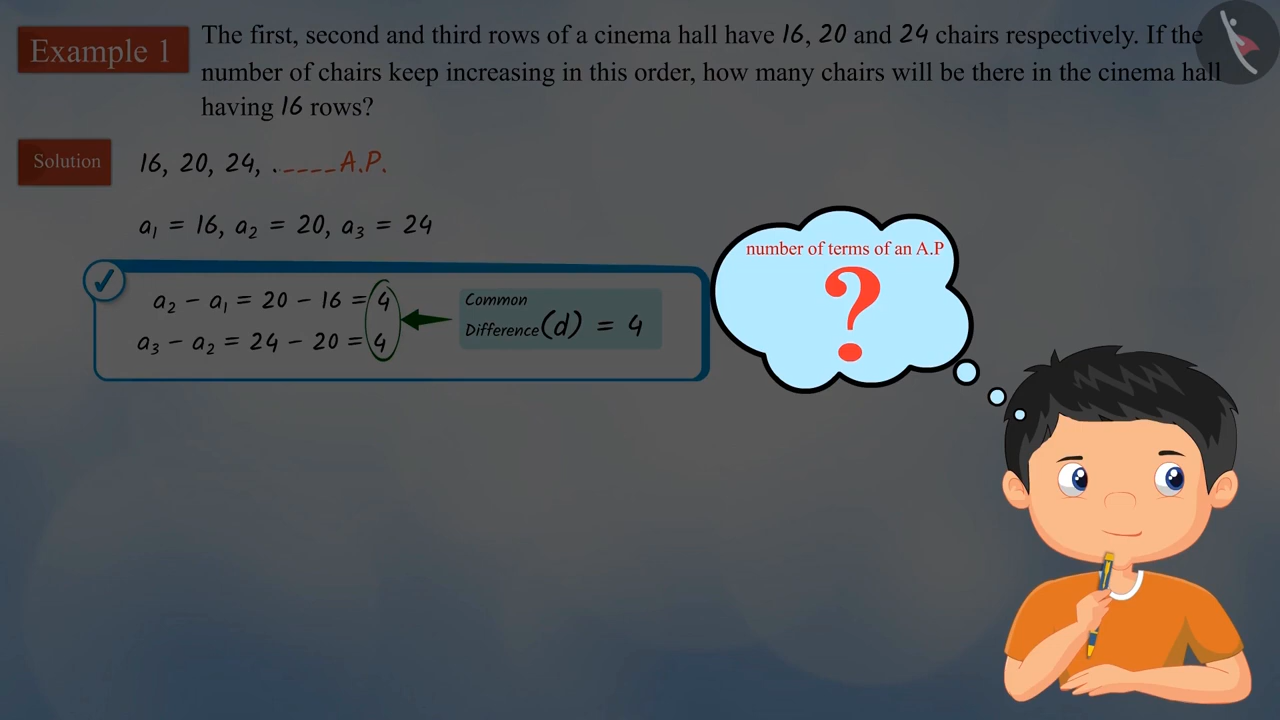 Example 1
The first, second and third rows of a cinema hall have 16, 20 and 24 chairs respectively. If the
number of chairs keep increasing in this order, how many chairs will be there in the cinema hall
having 16 rows?
Solution
16, 20, 24, .---- A.P.
a₁ = 16, a₂ = 20, a₃ = 24
a₂ − a₁ = 20 − 16 = 4
a₃ − a₂ = 24 − 20 = 4
Common
Difference (d) = 4
number of terms of an A.P
?